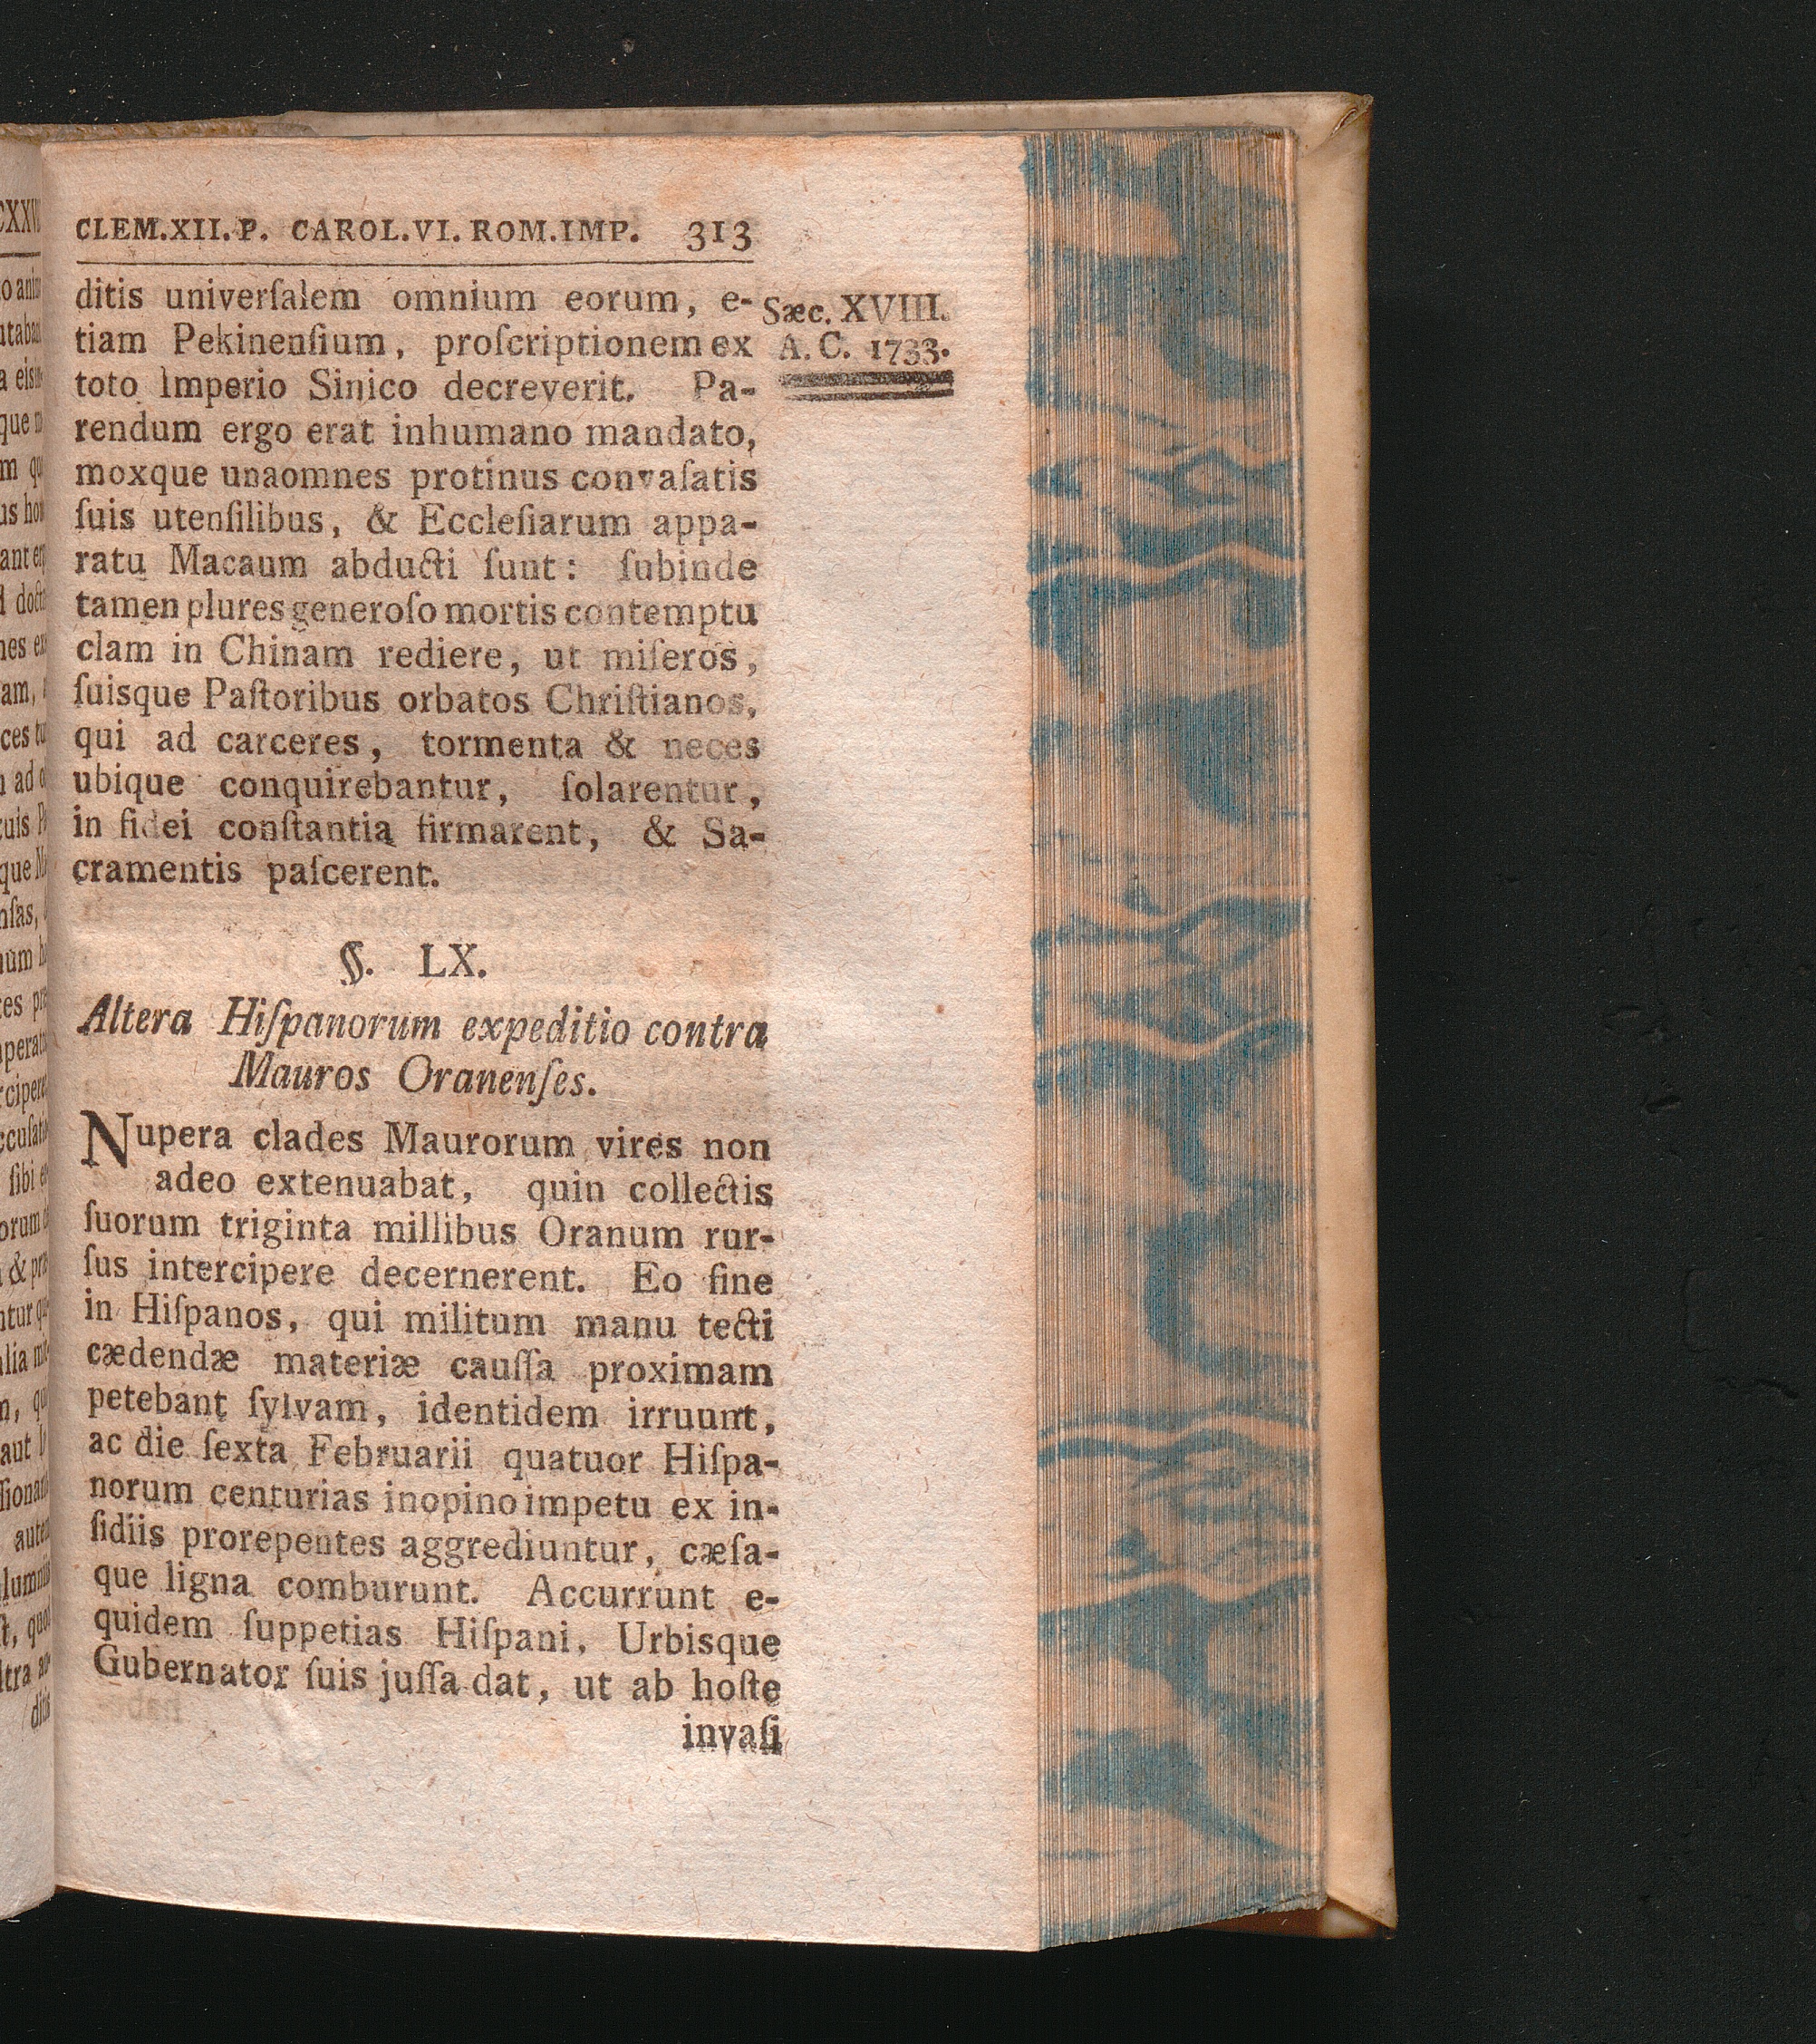 CLEM.XII.P. CAROL.VI.ROM.IMP. 313
Sæc. XVIII.
A. C. 1733.
ditis univerſalem omnium eorum, e-
tiam Pekinenſium, proſcriptionem ex
toto Imperio Sinico decreverit. Pa-
rendum ergo erat inhumano mandato,
moxque unaomnes protinus convaſatis
ſuis utenſilibus, & Eccleſiarum appa-
ratu Macaum abducti ſunt: ſubinde
tamen plures generoſo mortis contemptu
clam in Chinam rediere, ut miſeros,
ſuisque Paſtoribus orbatos Chriſtianos,
qui ad carceres, tormenta & neces
ubique conquirebantur, ſolarentur,
in fidei conſtantia firmarent, & Sa-
cramentis paſcerent.
§. LX.
Altera Hiſpanorum expeditio contra
Mauros Oranenſes.
Nupera clades Maurorum vires non
adeo extenuabat, quin collectis
ſuorum triginta millibus Oranum rur-
ſus intercipere decernerent. Eo fine
in Hiſpanos, qui militum manu tecti
cædendæ materiæ cauſſa proximam
petebant ſylvam, identidem irruunt,
ac die ſexta Februarii quatuor Hiſpa-
norum centurias inopino impetu ex in-
ſidiis prorepentes aggrediuntur, cæſa-
que ligna comburunt. Accurrunt e-
quidem ſuppetias Hiſpani, Urbisque
Gubernator ſuis juſſa dat, ut ab hoſte
invaſi